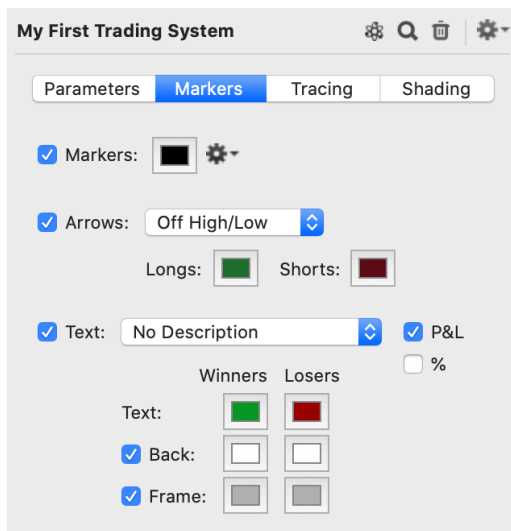 My First Trading System
Parameters Markers Tracing Shading
Markers:
Arrows: Off High/Low
Longs: Shorts:
Text: No Description P&L
%
Winners Losers
Text:
Back:
Frame: